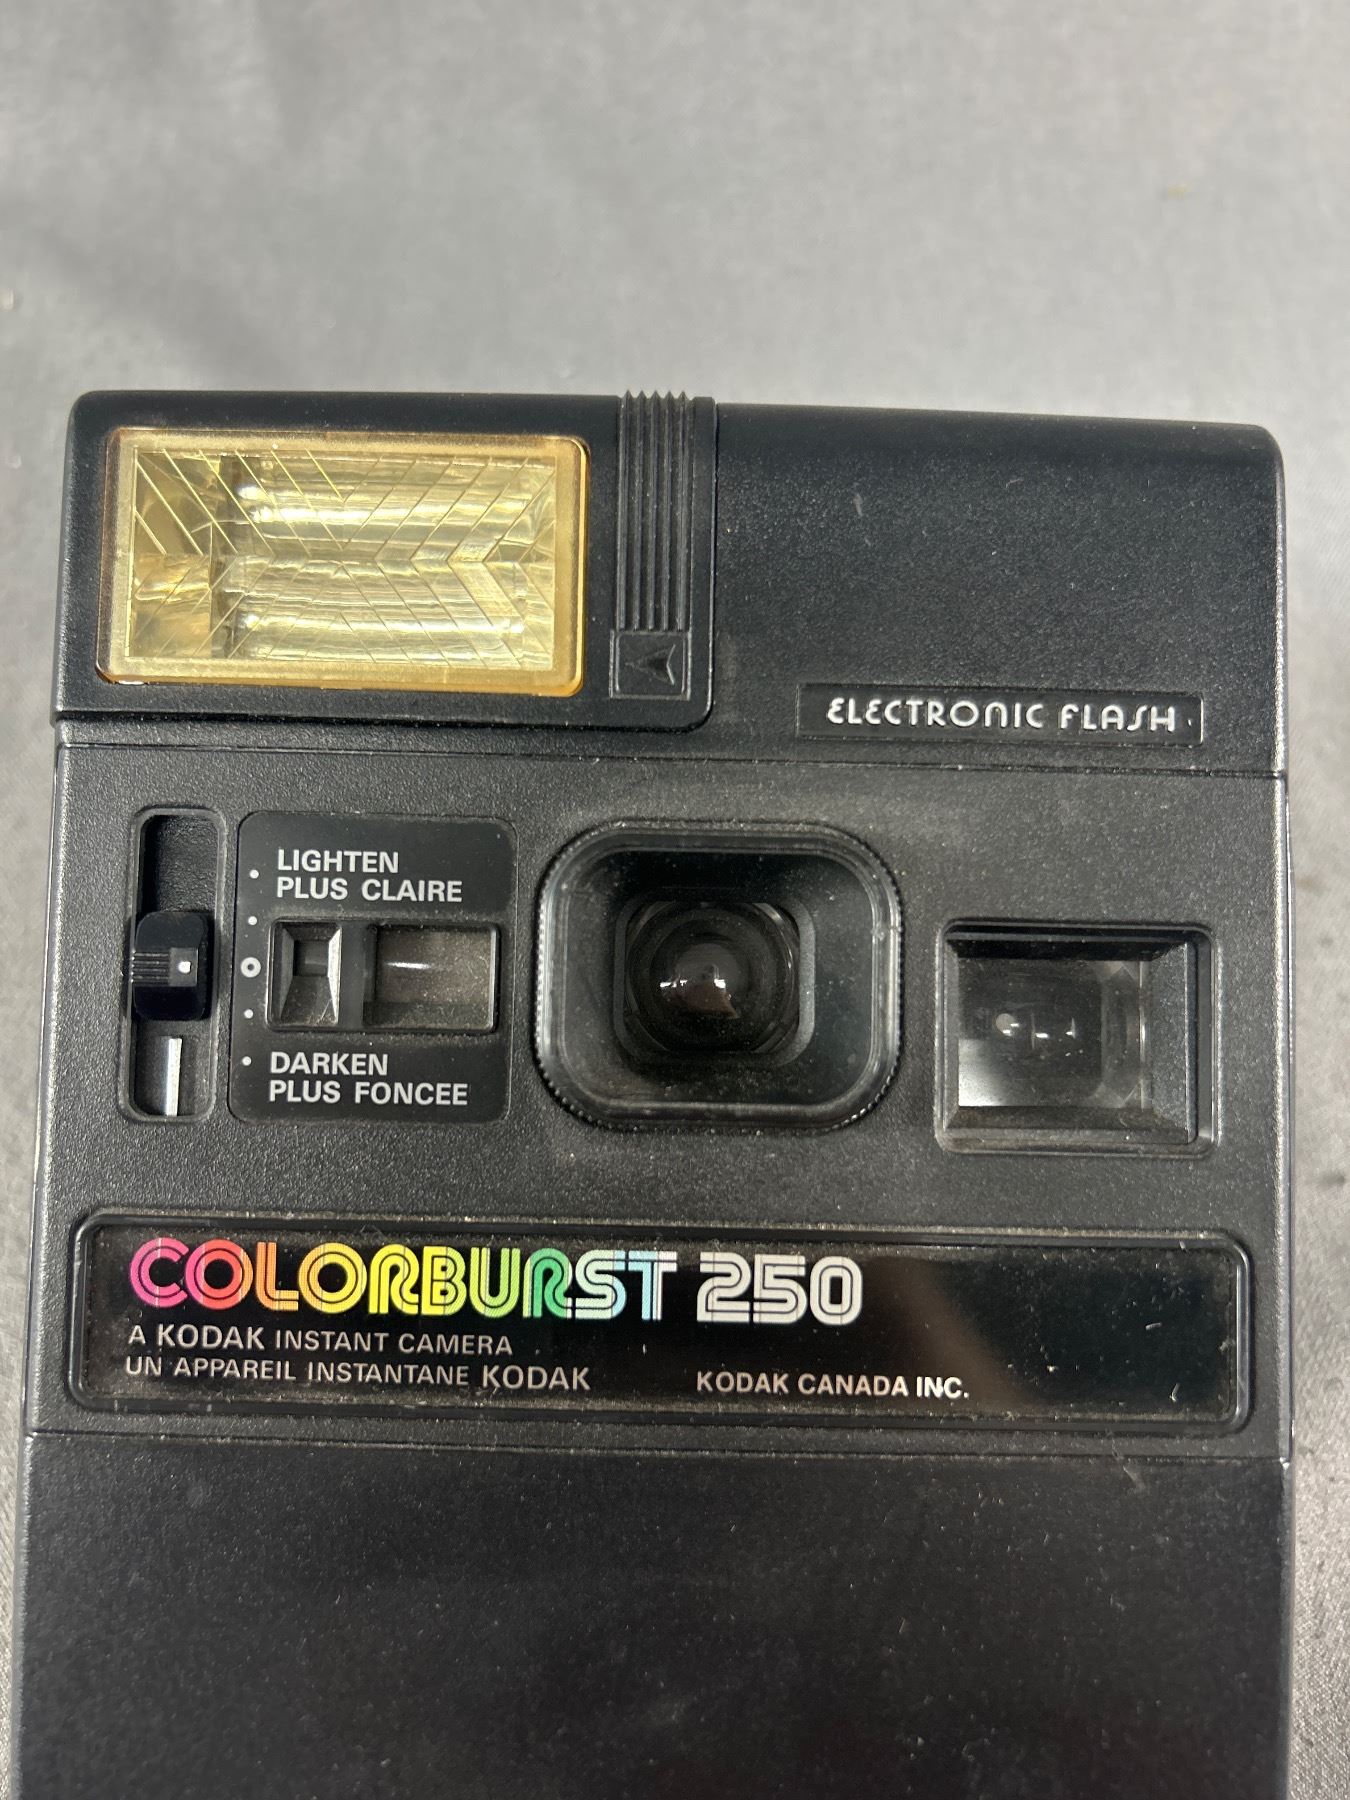 ELECTRONIC FLASH
LIGHTEN
PLUS CLAIRE
DARKEN
PLUS FONCEE
COLORBURST 250
A KODAK INSTANT CAMERA
UN APPAREIL INSTANTANE KODAK
KODAK CANADA INC.